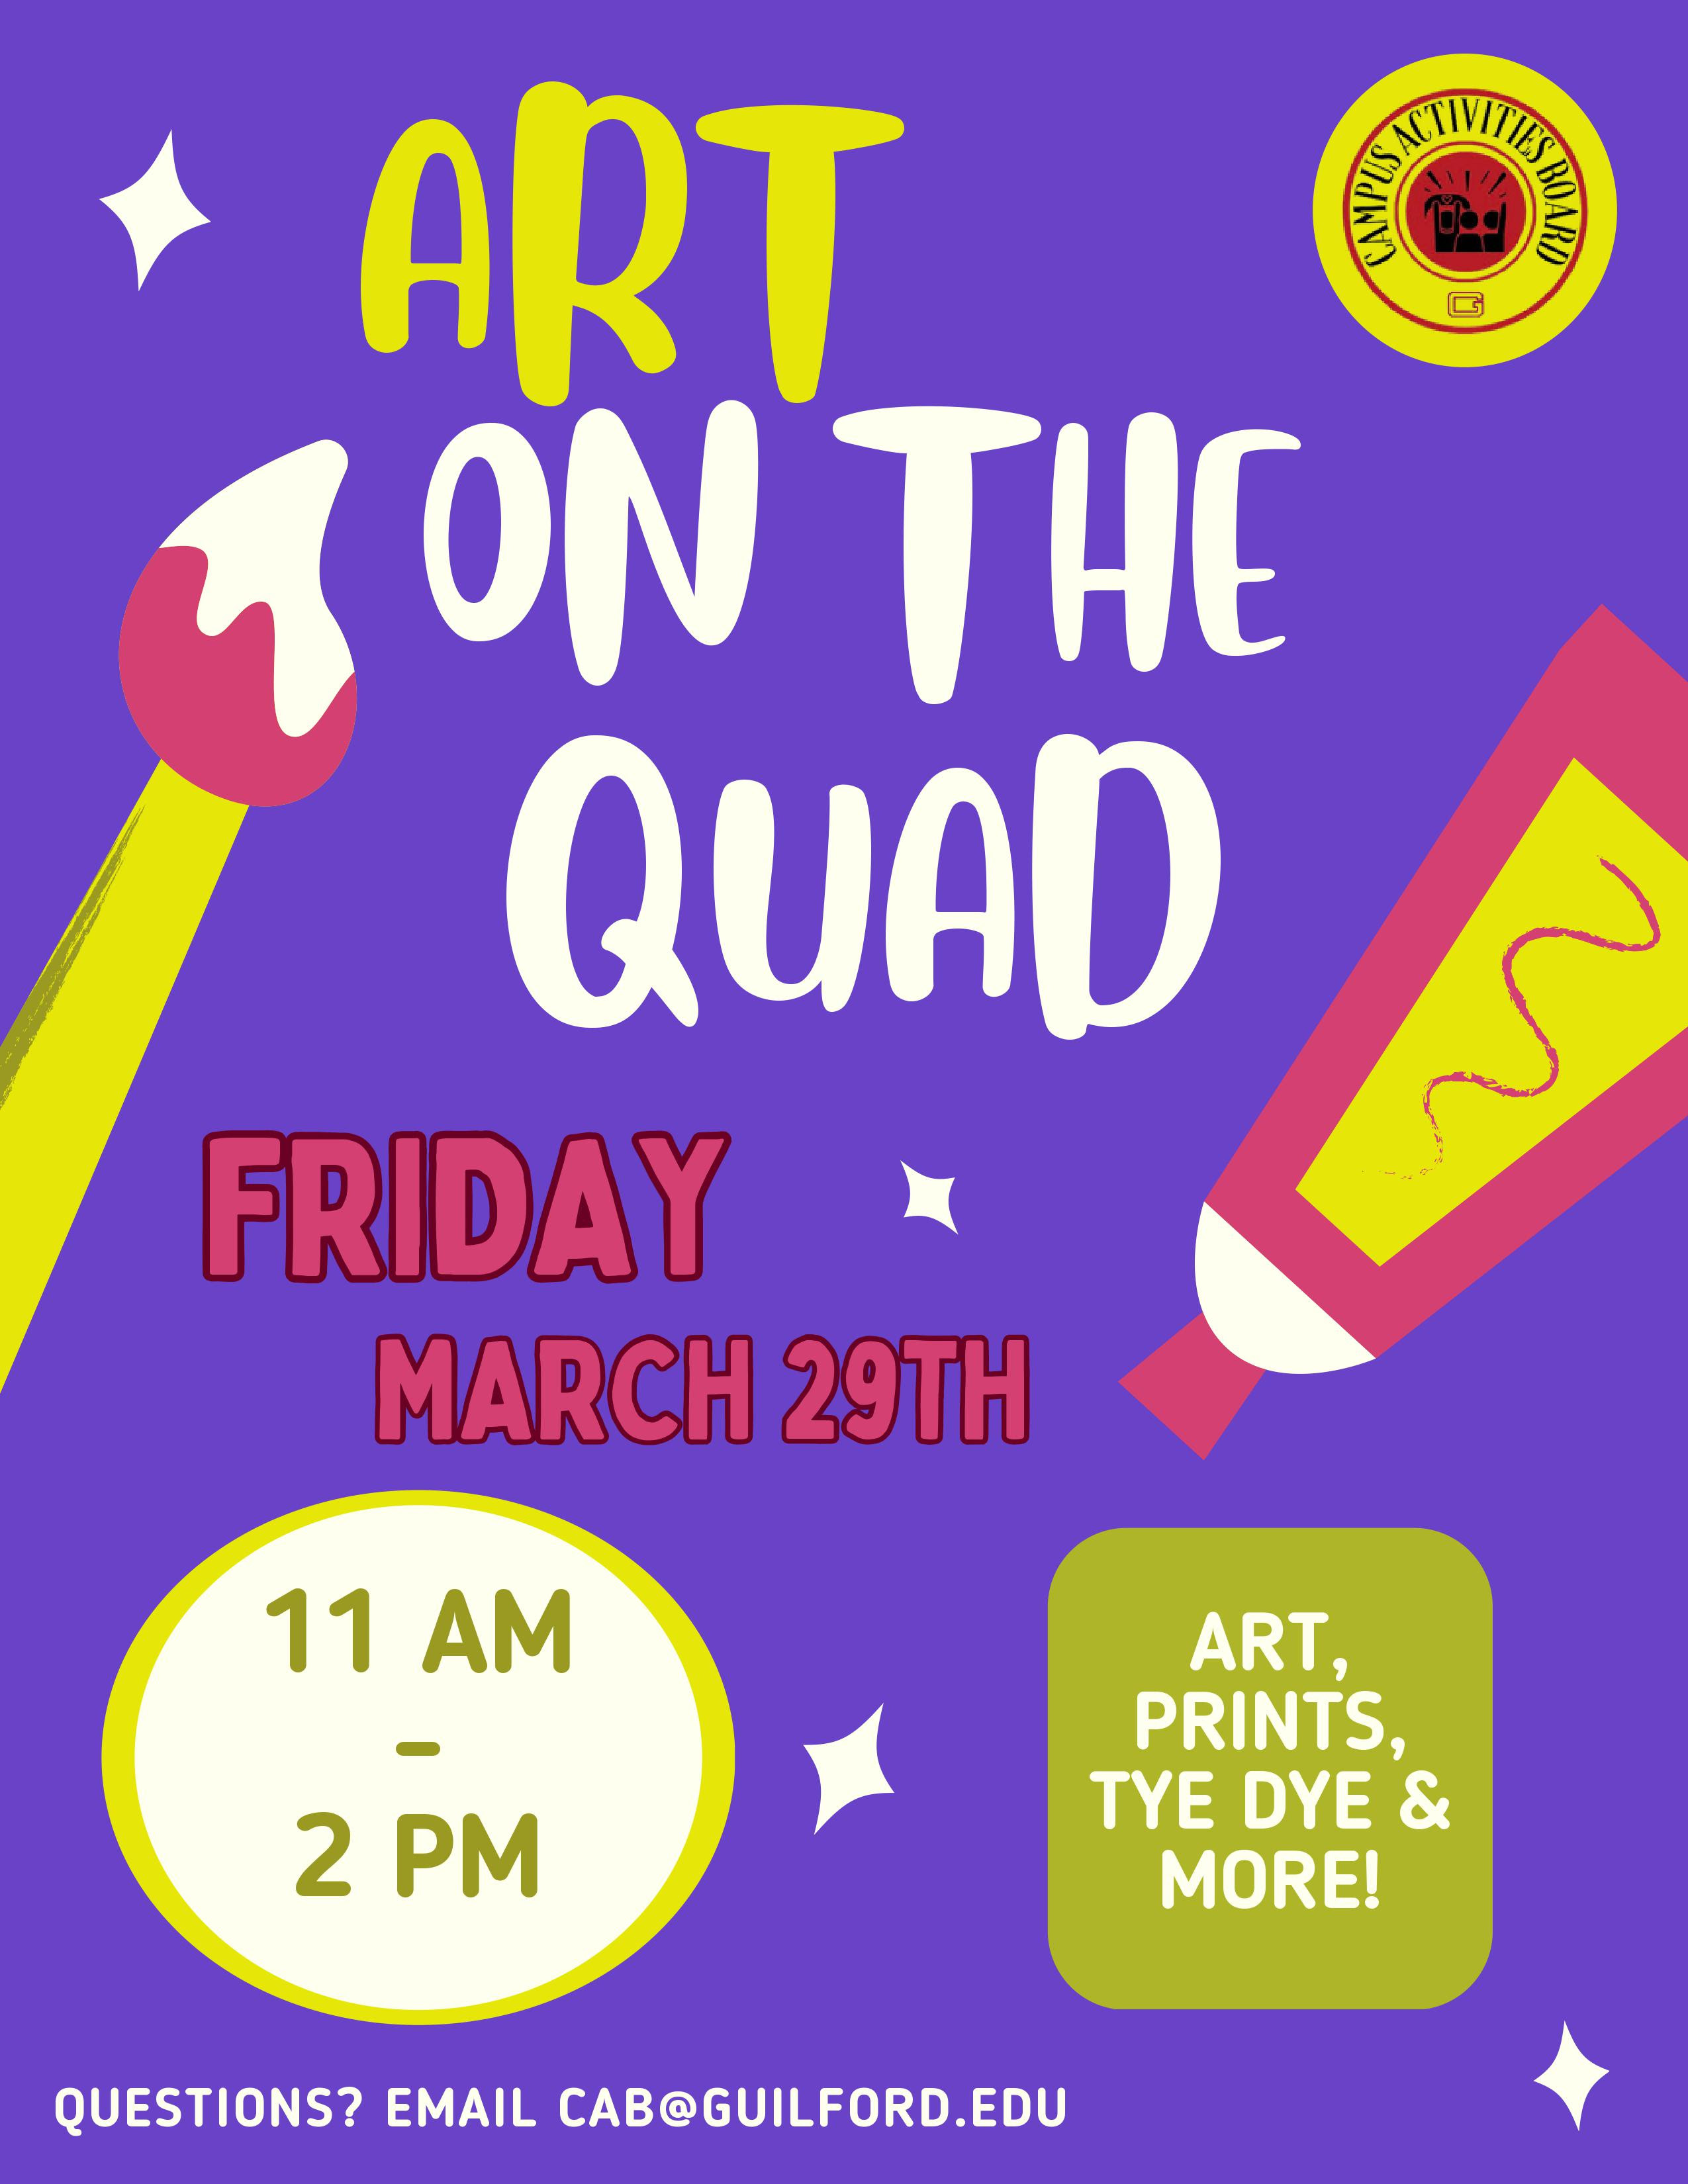 CAMPUS ACTIVITIES BOARD
G
ART
ON THE
QUAD
FRIDAY
MARCH 29TH
11 AM
-
2 PM
ART,
PRINTS,
TYE DYE &
MORE!
QUESTIONS? EMAIL CAB@GUILFORD.EDU